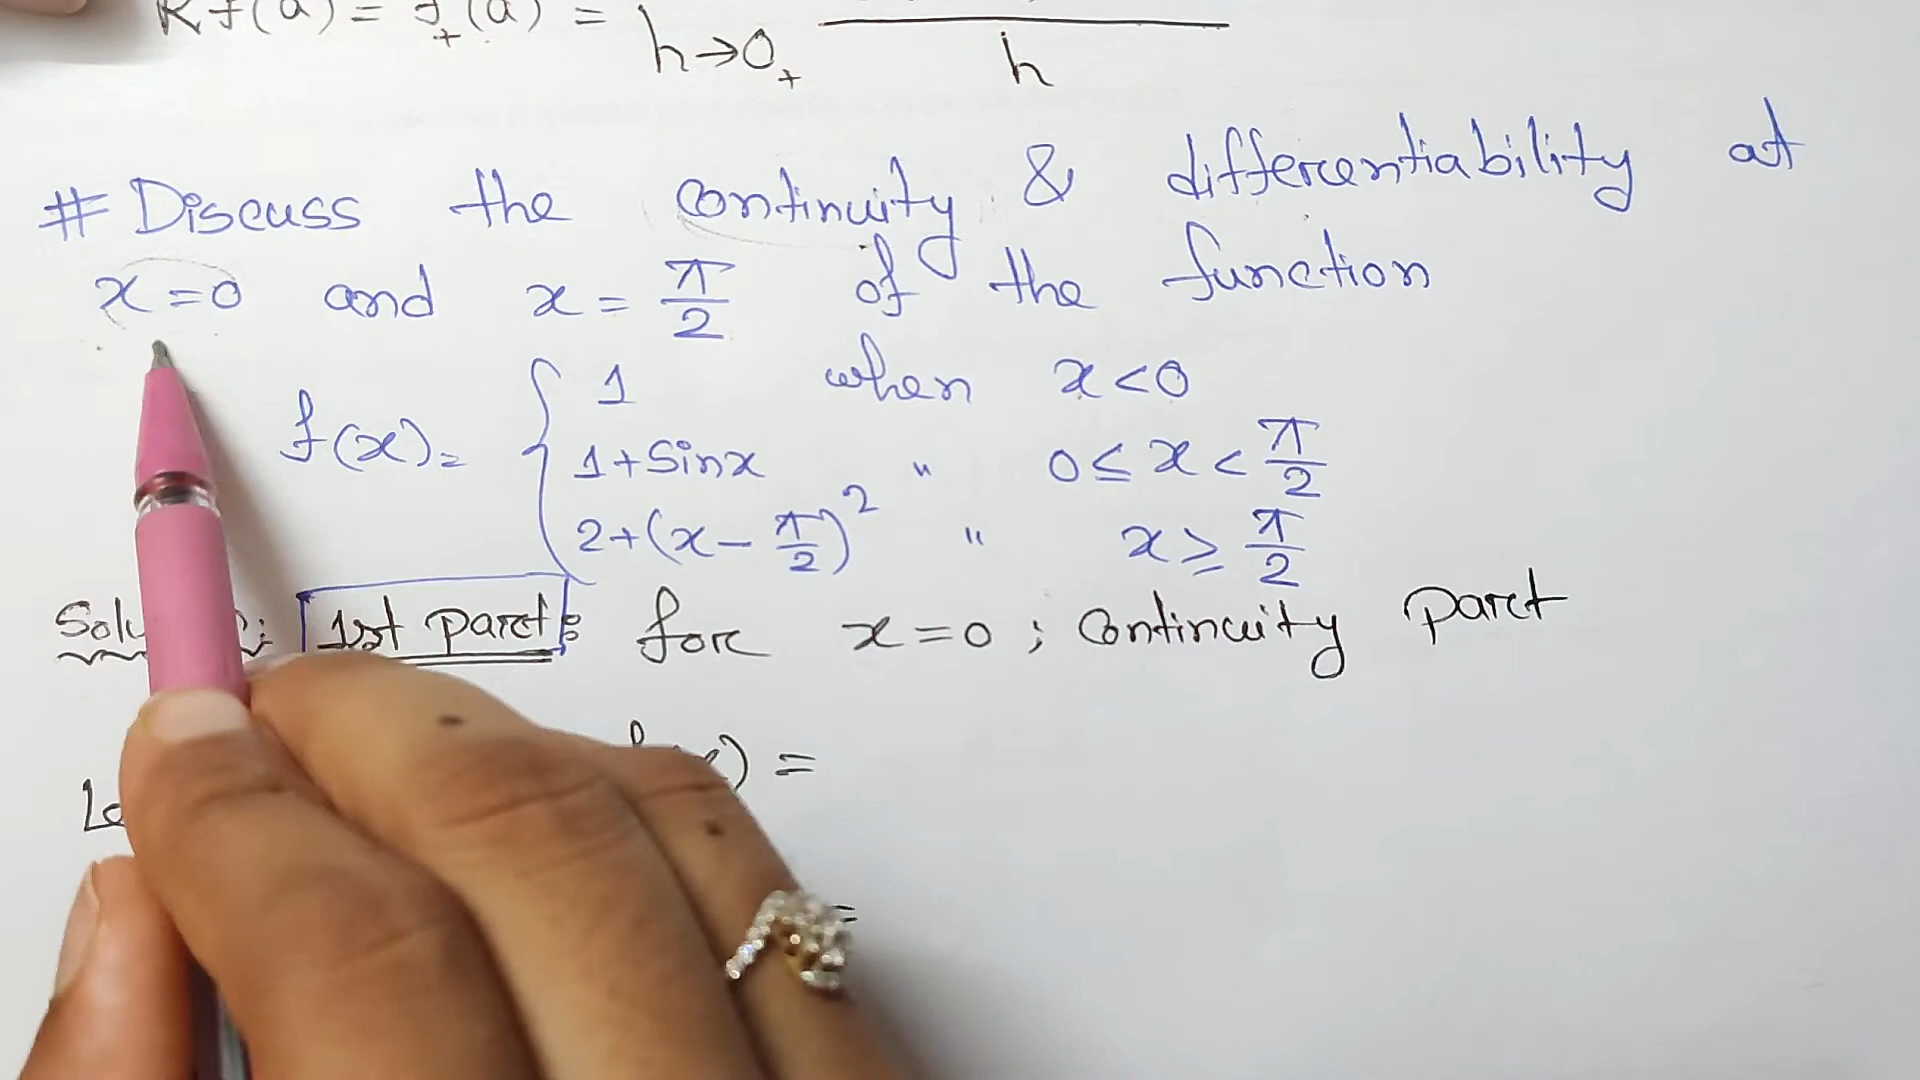 Rf'(a) = f'₊(a) =
h→0₊ h
# Discuss the continuity & differentiability at
x=0 and x = π/2 of the function
f(x) = { 1 when x<0
1+Sinx " 0≤x<π/2
2+(x-π/2)² " x≥π/2
1st part: for x=0; Continuity part
=
=